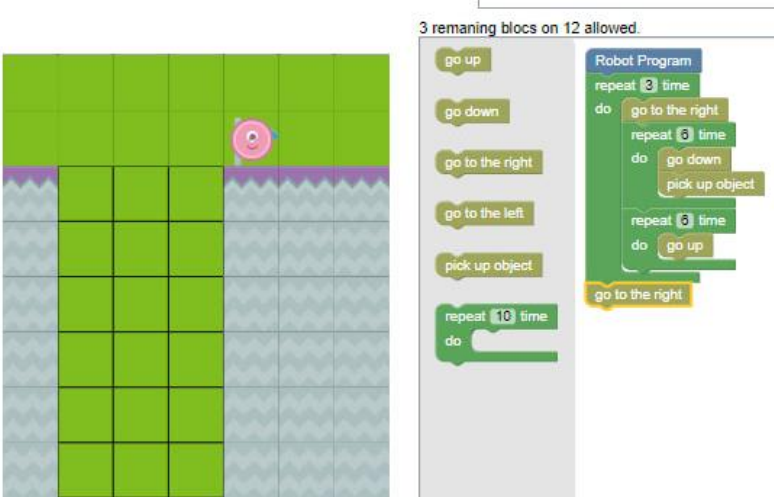 3 remaning blocs on 12 allowed.
go up
go down
go to the right
go to the left
pick up object
repeat 10 time
do
Robot Program
repeat 3 time
do go to the right
repeat 6 time
do go down
pick up object
repeat 6 time
do go up
go to the right